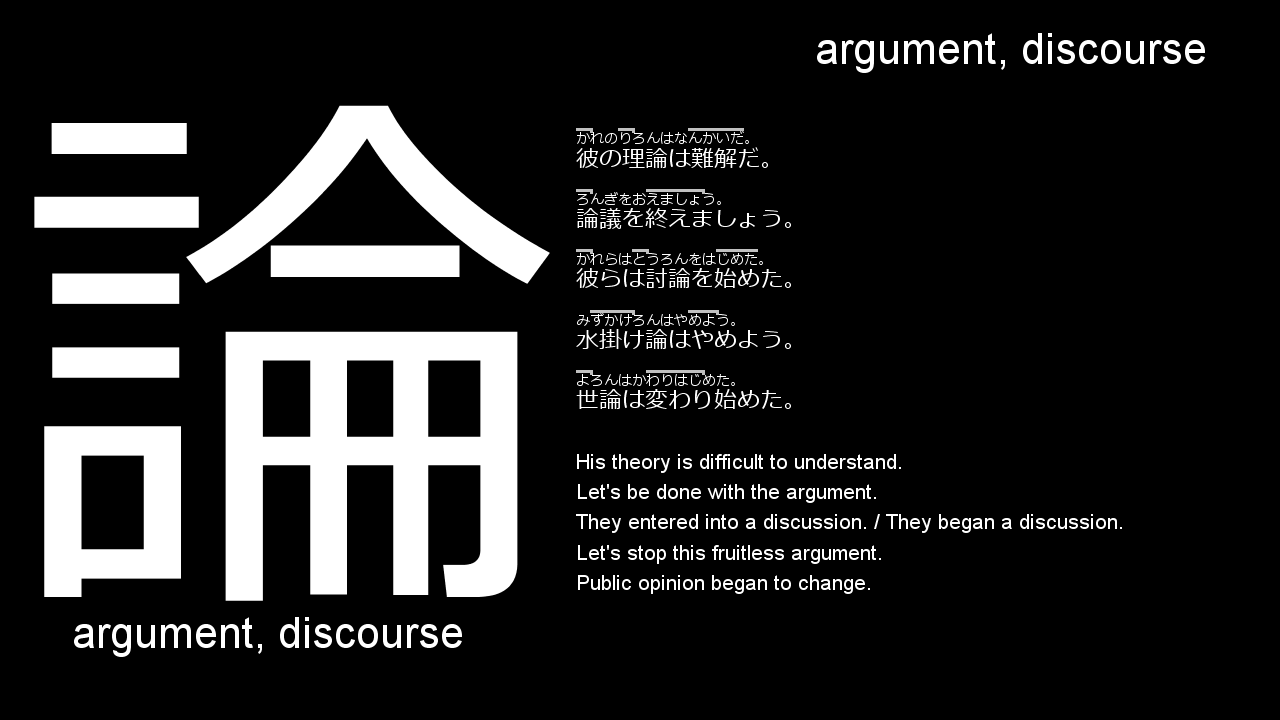 argument, discourse
論
argument, discourse
かれのりろんはなんかいだ。
彼の理論は難解だ。
ろんぎをおえましょう。
論議を終えましょう。
かれらはとうろんをはじめた。
彼らは討論を始めた。
みずかけろんはやめよう。
水掛け論はやめよう。
よろんはかわりはじめた。
世論は変わり始めた。
His theory is difficult to understand.
Let's be done with the argument.
They entered into a discussion. / They began a discussion.
Let's stop this fruitless argument.
Public opinion began to change.